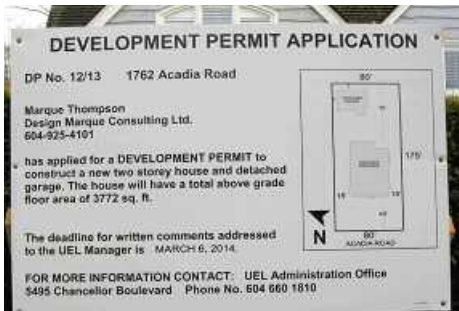 DEVELOPMENT PERMIT APPLICATION
DP No. 12/13 1762 Acadia Road
Marque Thompson
Design Marque Consulting Ltd.
604-925-4101
has applied for a DEVELOPMENT PERMIT to
construct a new two storey house and detached
garage. The house will have a total above grade
floor area of 3772 sq. ft.
The deadline for written comments addressed
to the UEL Manager is MARCH 6, 2014.
FOR MORE INFORMATION CONTACT: UEL Administration Office
5495 Chancellor Boulevard Phone No. 604 660 1810
175'
N
ACADIA ROAD